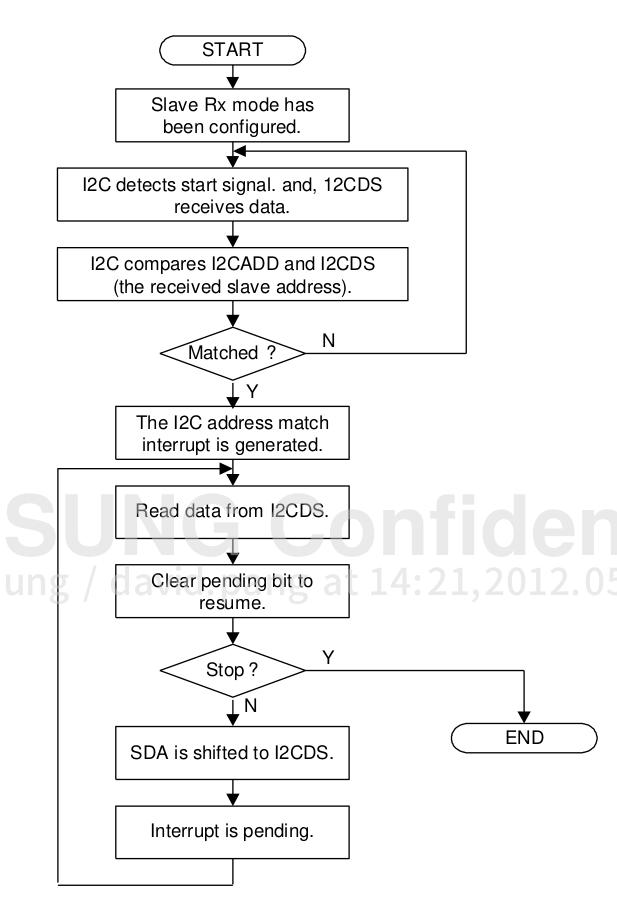 START
Slave Rx mode has
been configured.
I2C detects start signal. and, 12CDS
receives data.
I2C compares I2CADD and I2CDS
(the received slave address).
Matched ?
N
Y
The I2C address match
interrupt is generated.
Read data from I2CDS.
SUNG Confiden
Clear pending bit to
resume.
ung / david.pang at 14:21,2012.05
Stop ?
Y
N
END
SDA is shifted to I2CDS.
Interrupt is pending.